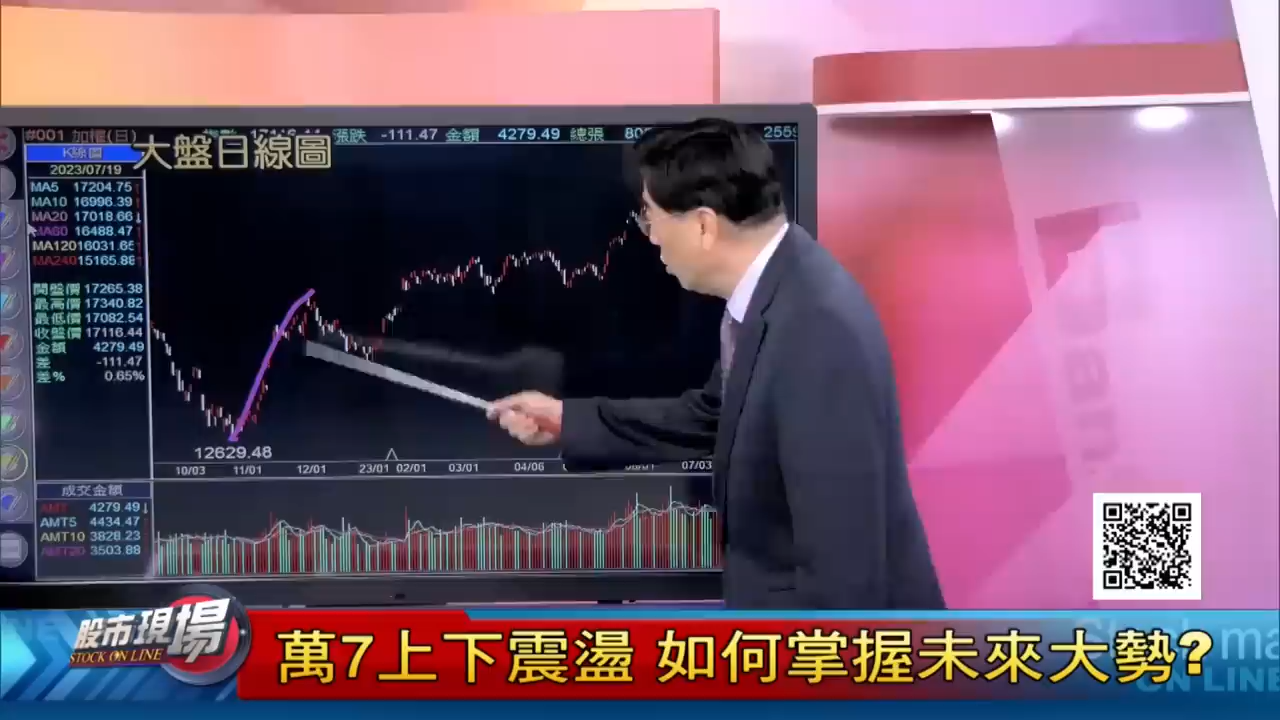 #001 加權(日)
漲跌 -111.47 金額 4279.49 總張
大盤日線圖
K線圖
2023/07/19
MA5 17204.75↑
MA10 16996.39↑
MA20 17018.66↓
MA60 16488.47↑
MA120 16031.65↑
MA240 15165.88↑
開盤價 17265.38
最高價 17340.82
最低價 17082.54
收盤價 17116.44
金額 4279.49
差 -111.47
差% 0.65%
12629.48
10/03 11/01 12/01 23/01 02/01 03/01 04/06 07/03
成交金額
AMT 4279.49↓
AMT5 4434.47
AMT10 3828.23
AMT20 3503.88
股市現場
STOCK ON LINE
萬7上下震盪 如何掌握未來大勢?
ON LINE